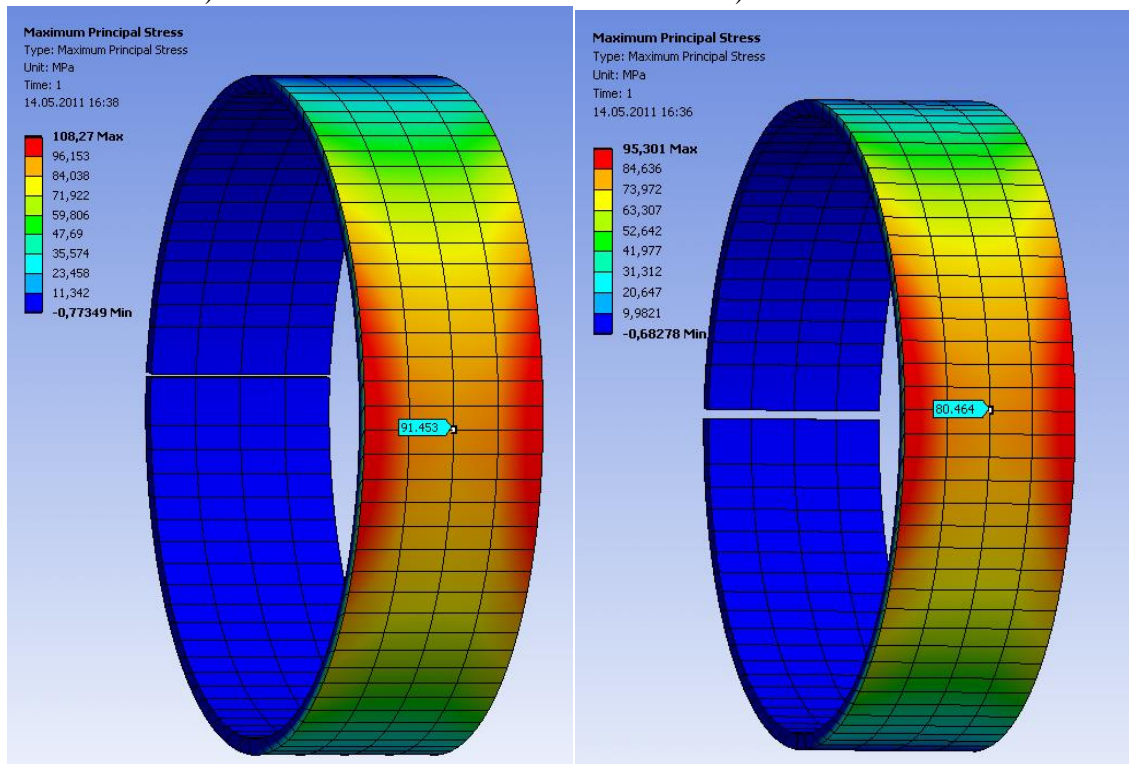 )
)
Maximum Principal Stress
Type: Maximum Principal Stress
Unit: MPa
Time: 1
14.05.2011 16:38
108,27 Max
96,153
84,038
71,922
59,806
47,69
35,574
23,458
11,342
-0,77349 Min
91.453
Maximum Principal Stress
Type: Maximum Principal Stress
Unit: MPa
Time: 1
14.05.2011 16:36
95,301 Max
84,636
73,972
63,307
52,642
41,977
31,312
20,647
9,9821
-0,68278 Min
80.464